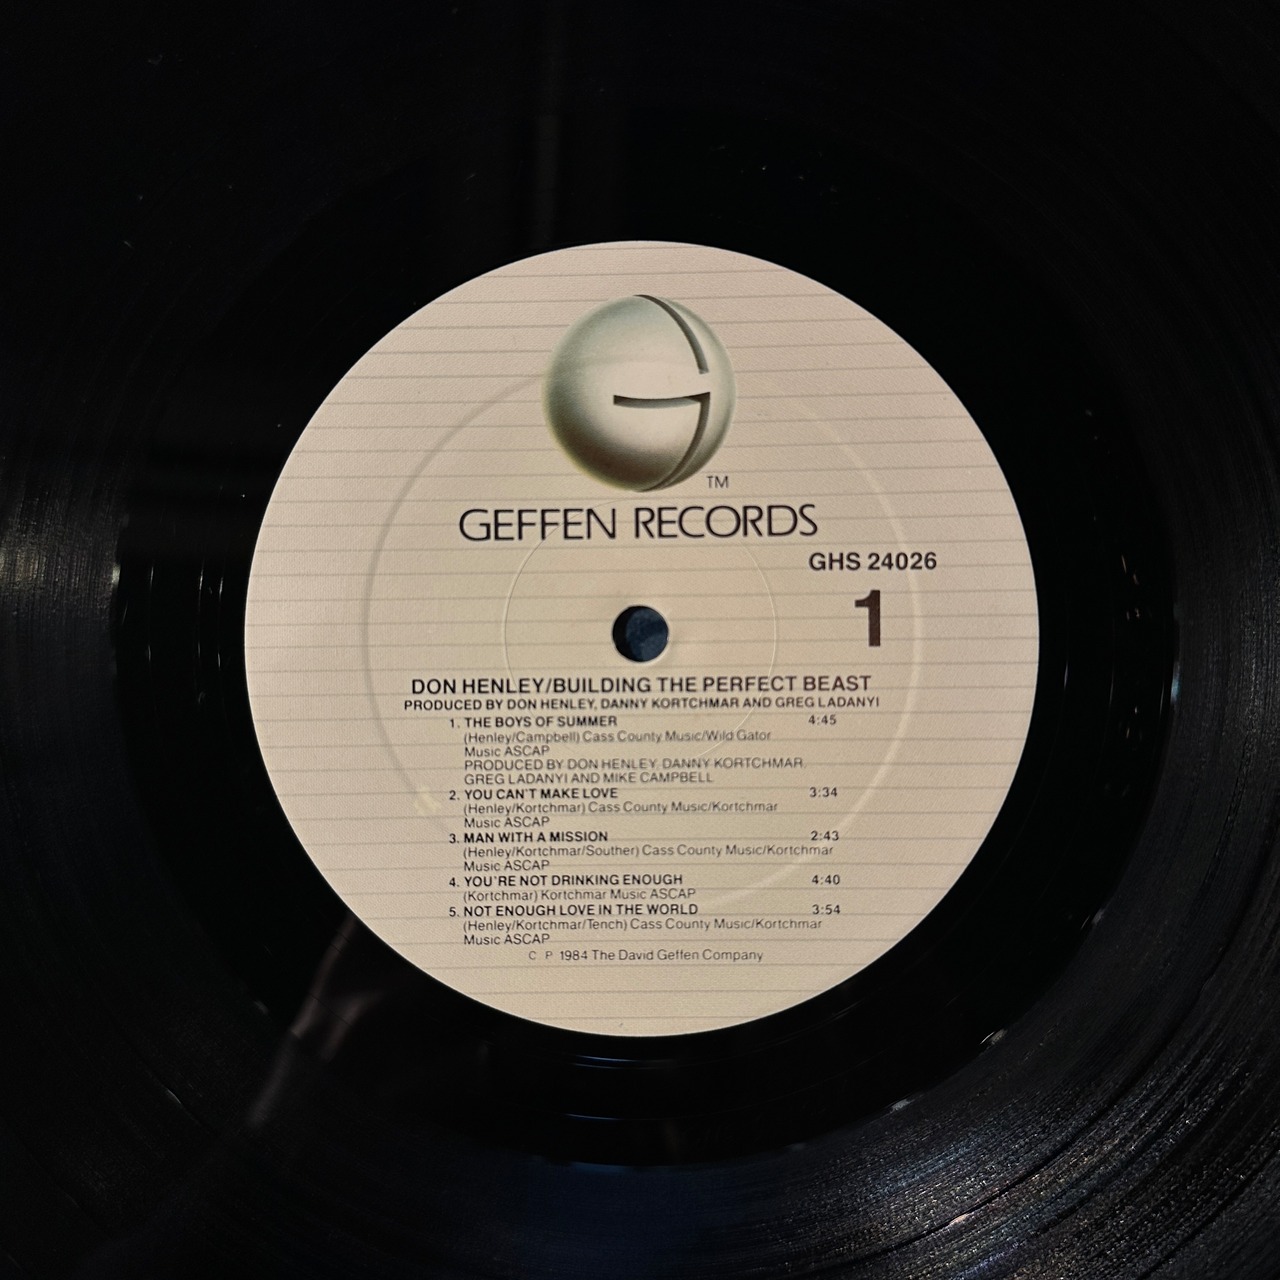 TM
GEFFEN RECORDS
GHS 24026
1
DON HENLEY/BUILDING THE PERFECT BEAST
PRODUCED BY DON HENLEY, DANNY KORTCHMAR AND GREG LADANYI
1. THE BOYS OF SUMMER 4:45
(Henley/Campbell) Cass County Music/Wild Gator
Music ASCAP
PRODUCED BY DON HENLEY, DANNY KORTCHMAR,
GREG LADANYI AND MIKE CAMPBELL
2. YOU CAN'T MAKE LOVE 3:34
(Henley/Kortchmar) Cass County Music/Kortchmar
Music ASCAP
3. MAN WITH A MISSION 2:43
(Henley/Kortchmar/Souther) Cass County Music/Kortchmar
Music ASCAP
4. YOU'RE NOT DRINKING ENOUGH 4:40
(Kortchmar) Kortchmar Music ASCAP
5. NOT ENOUGH LOVE IN THE WORLD 3:54
(Henley/Kortchmar/Tench) Cass County Music/Kortchmar
Music ASCAP
C P 1984 The David Geffen Company